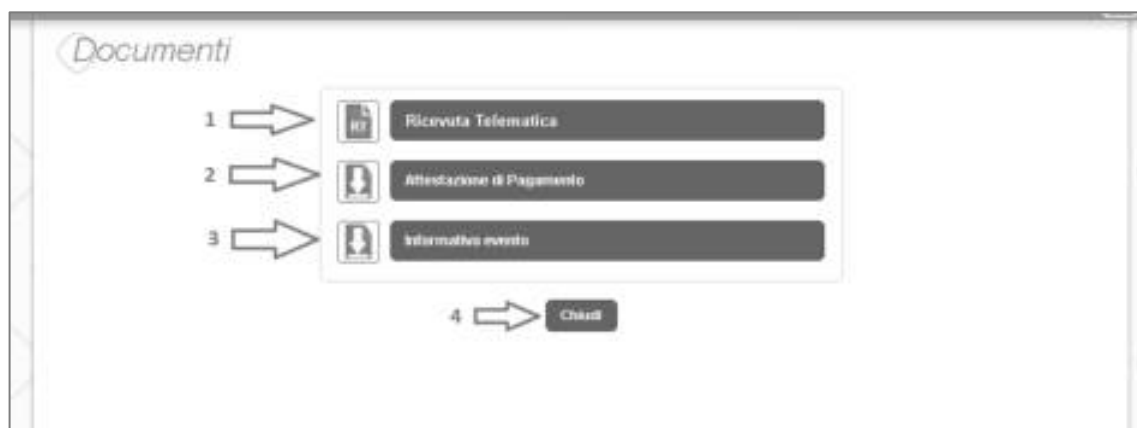 Documenti
1 Ricevuta Telematica
2 Attestazione di Pagamento
3 Informativa evento
4 Chiudi